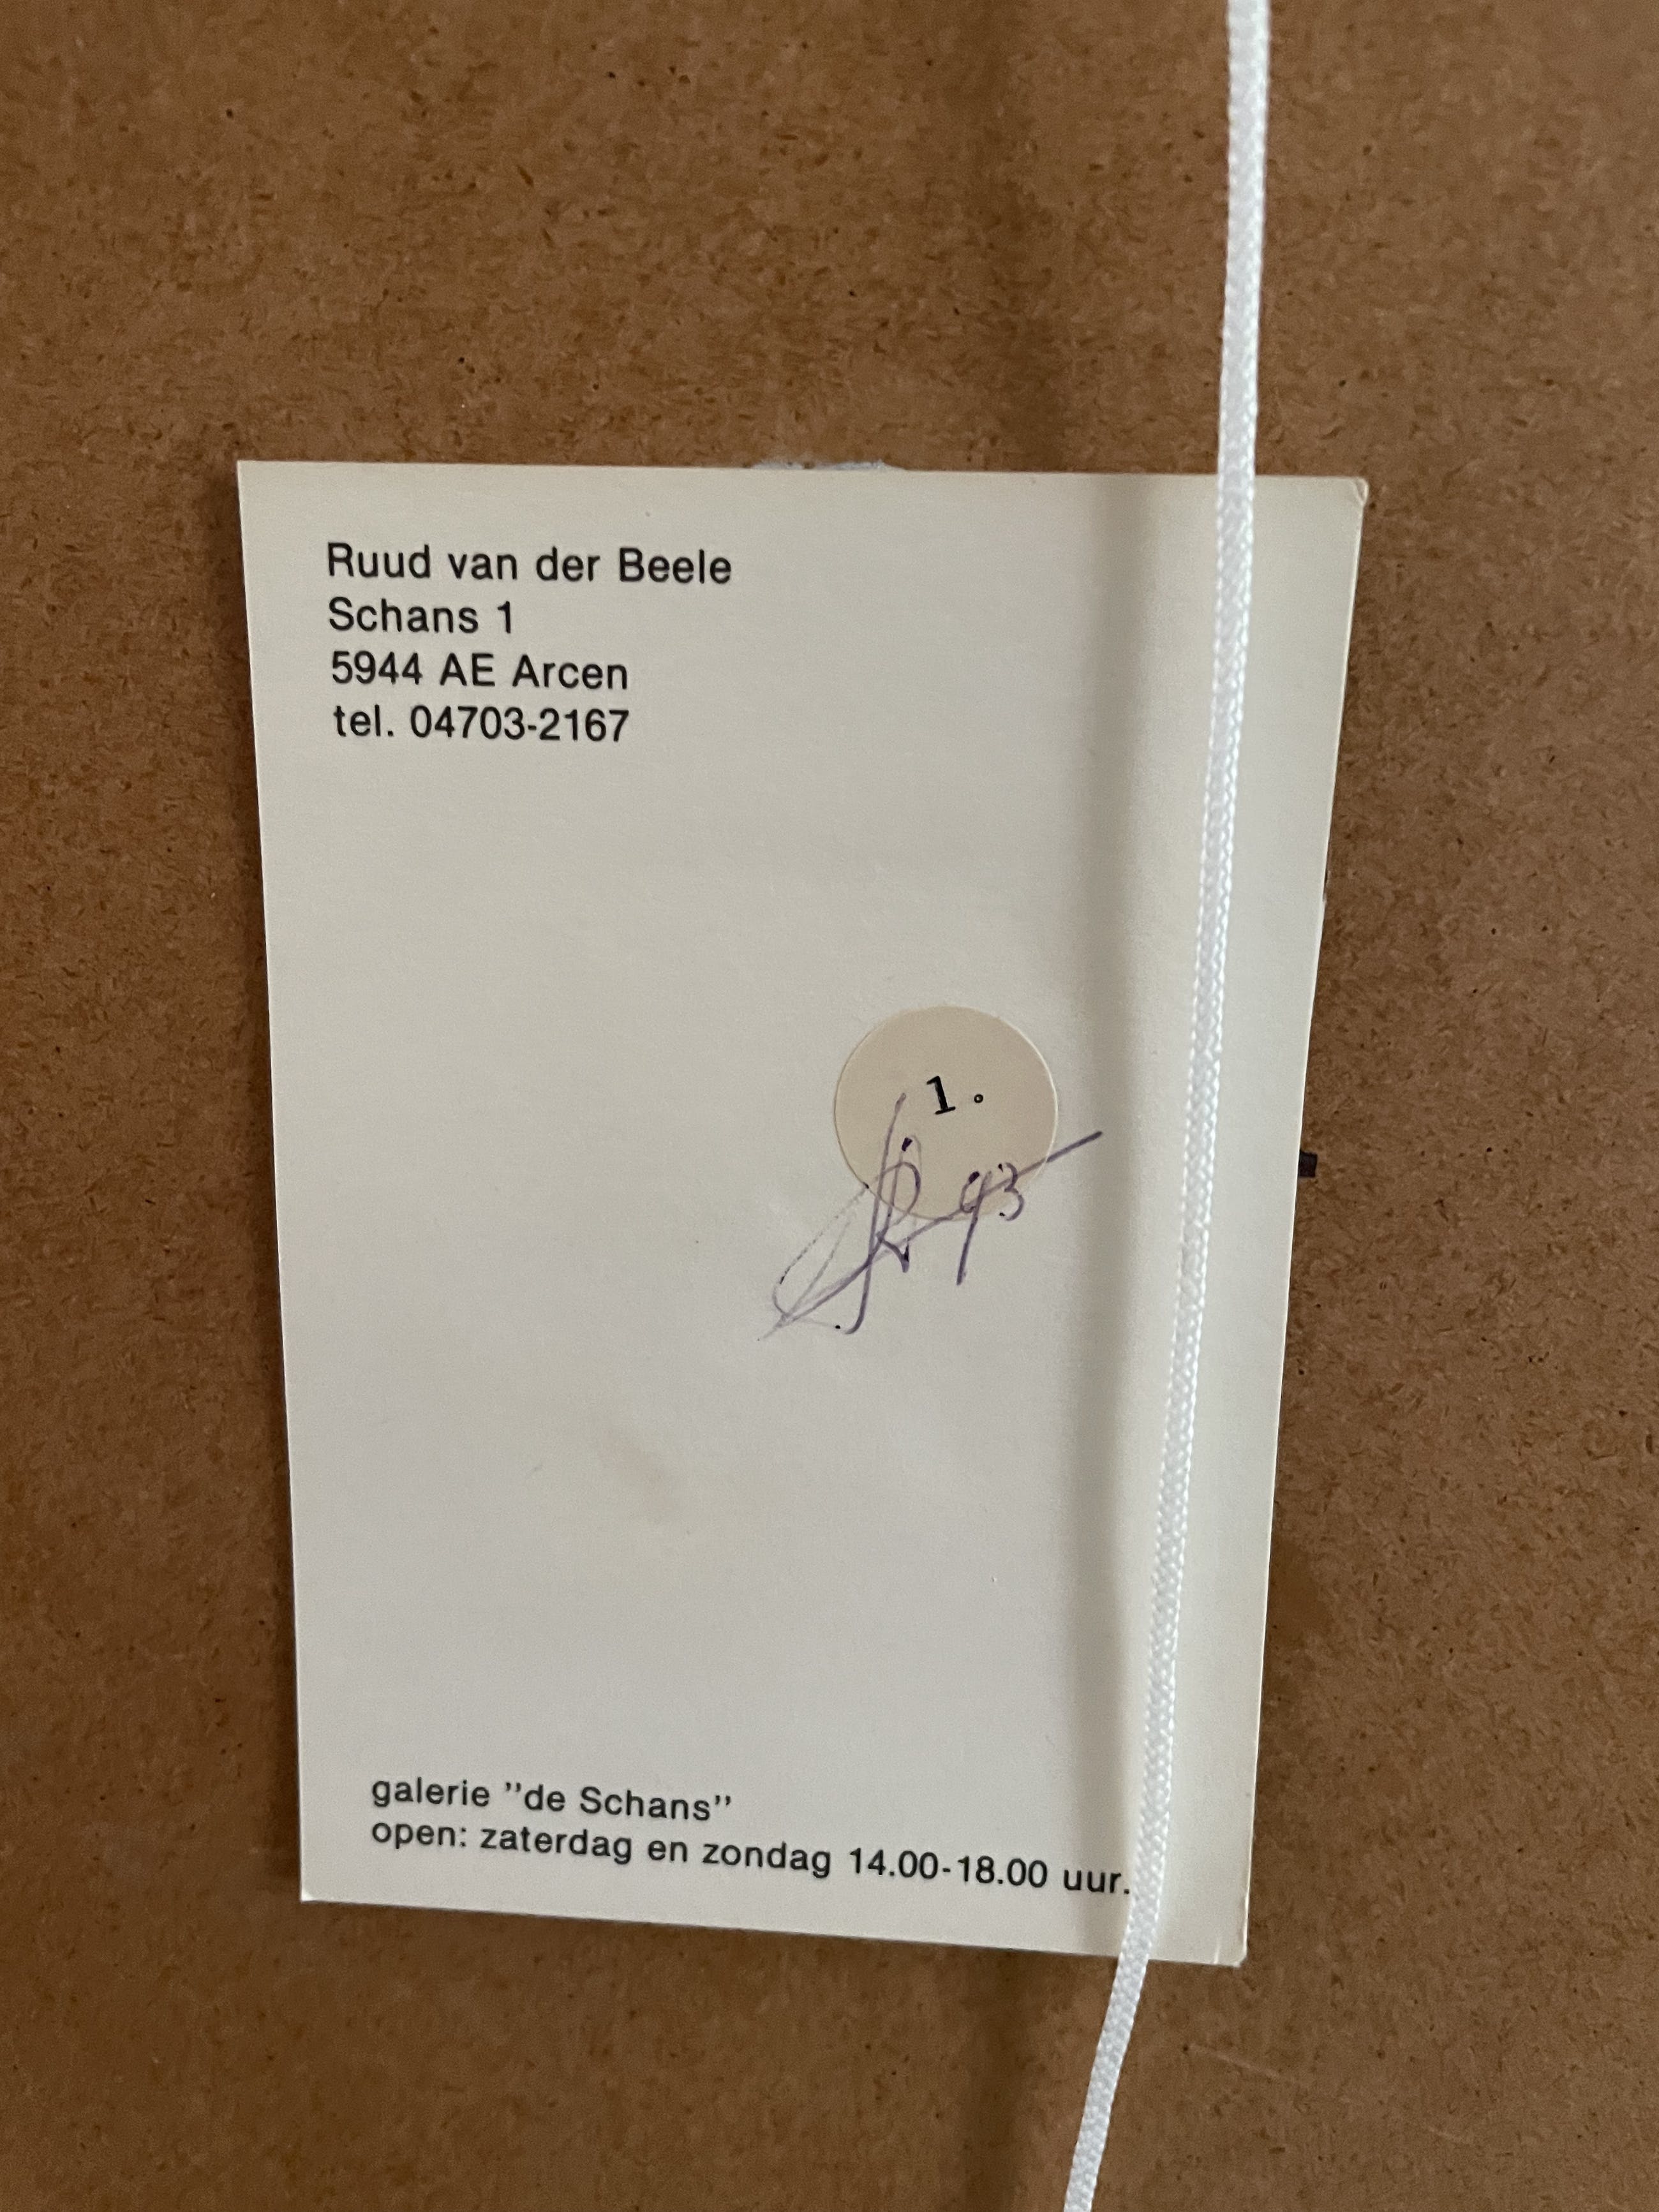 Ruud van der Beele
Schans 1
5944 AE Arcen
tel. 04703-2167
1.
93
galerie ''de Schans''
open: zaterdag en zondag 14.00-18.00 uur.